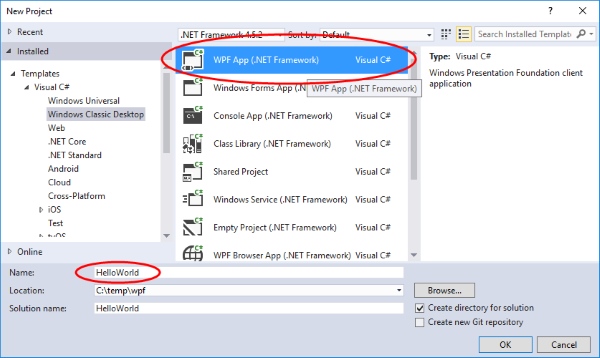 New Project
Recent
.NET Framework 4.5.2
Sort by: Default
Search Installed Templates
Installed
Templates
Visual C#
Windows Universal
Windows Classic Desktop
Web
.NET Core
.NET Standard
Android
Cloud
Cross-Platform
iOS
Test
tvOS
Online
C# WPF App (.NET Framework) Visual C#
WPF App (.NET Framework)
C# Windows Forms App (.NET Visual C#
C# Console App (.NET Framework) Visual C#
C# Class Library (.NET Framework) Visual C#
C# Shared Project Visual C#
C# Windows Service (.NET Framework) Visual C#
C# Empty Project (.NET Framework) Visual C#
C# WPF Browser App (.NET Framework) Visual C#
Type: Visual C#
Windows Presentation Foundation client
application
Name: HelloWorld
Location: C:\temp\wpf
Browse...
Solution name: HelloWorld
Create directory for solution
Create new Git repository
OK
Cancel